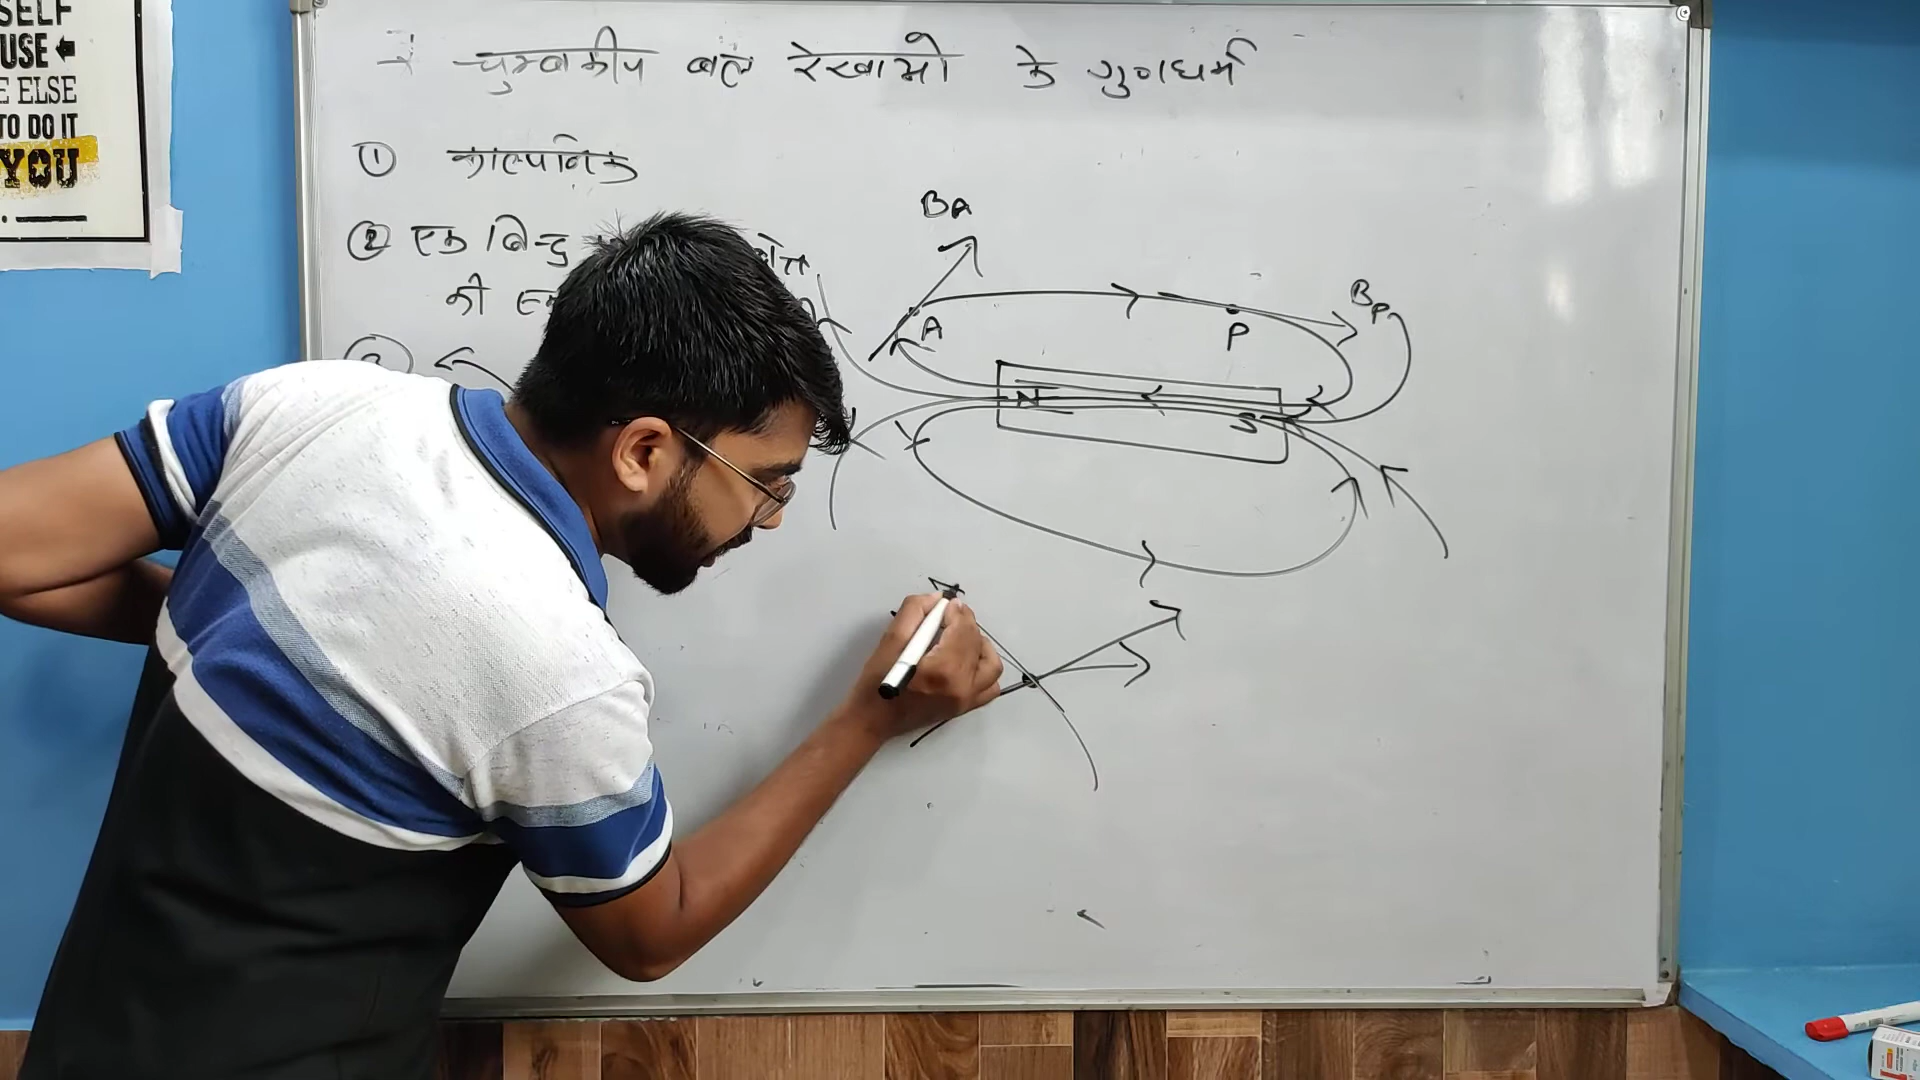 SELF
USE ←
E ELSE
TO DO IT
YOU
→ चुम्बकीय बल रेखाओ के गुणधर्म
① काल्पनिक
② एक बिन्दु
की
BA
A
P
BP
N
S